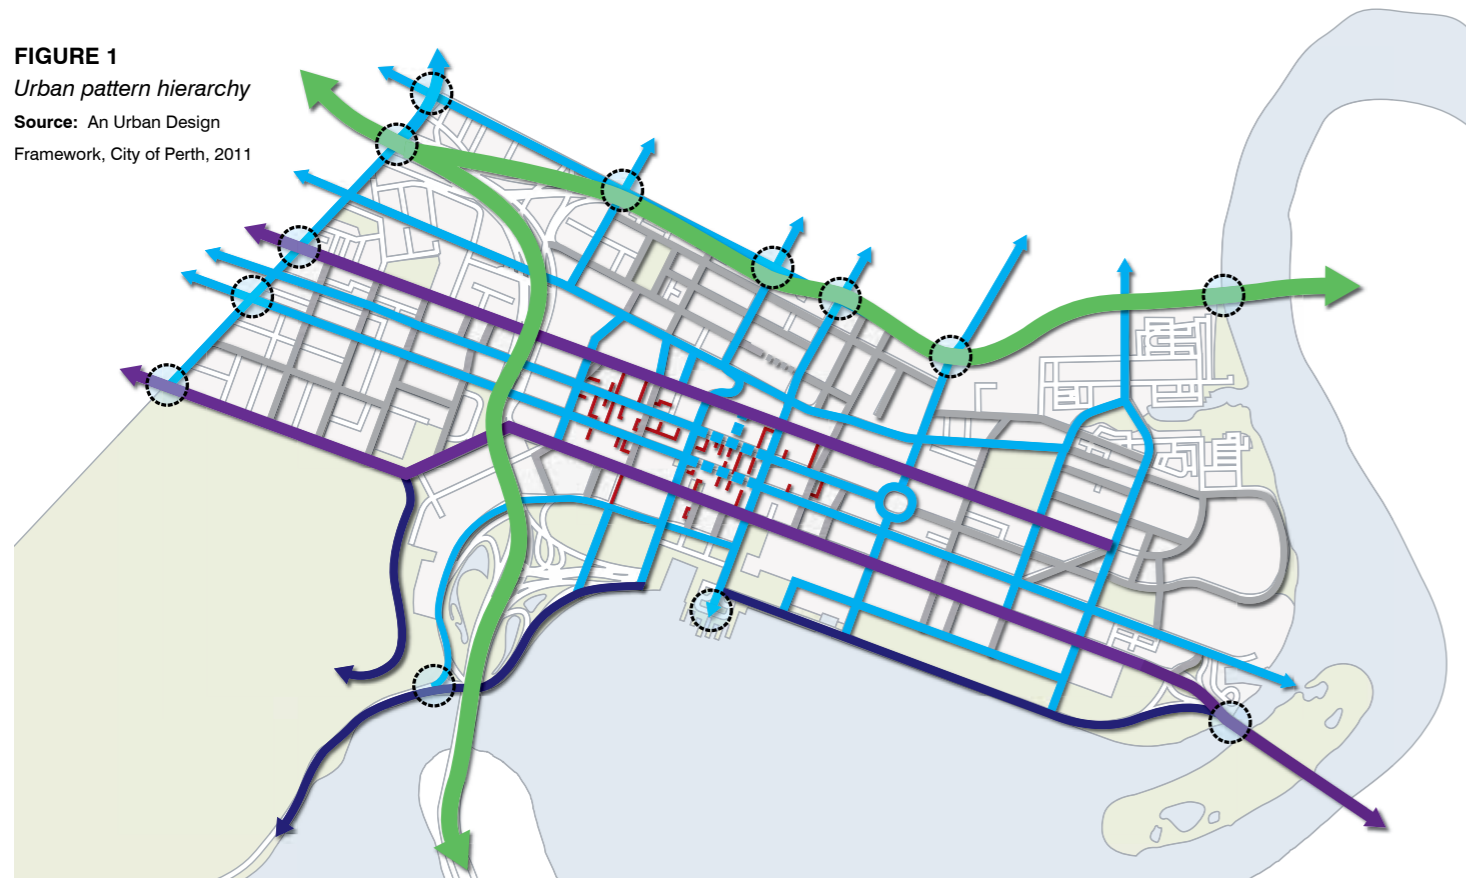 FIGURE 1
Urban pattern hierarchy
Source: An Urban Design
Framework, City of Perth, 2011